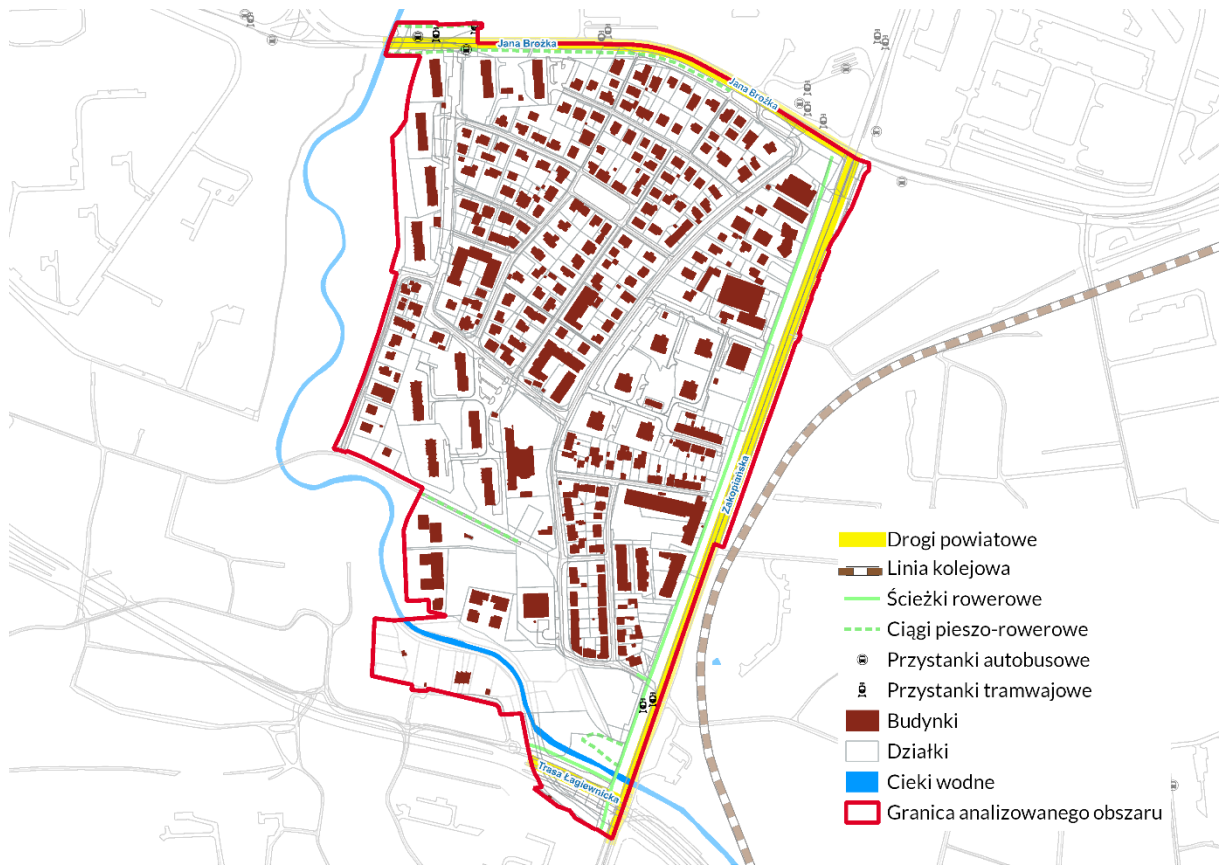 Jana Brożka
Jana Brożka
Zakopiańska
Trasa Łagiewnicka
Drogi powiatowe
Linia kolejowa
Ścieżki rowerowe
Ciągi pieszo-rowerowe
Przystanki autobusowe
Przystanki tramwajowe
Budynki
Działki
Cieki wodne
Granica analizowanego obszaru